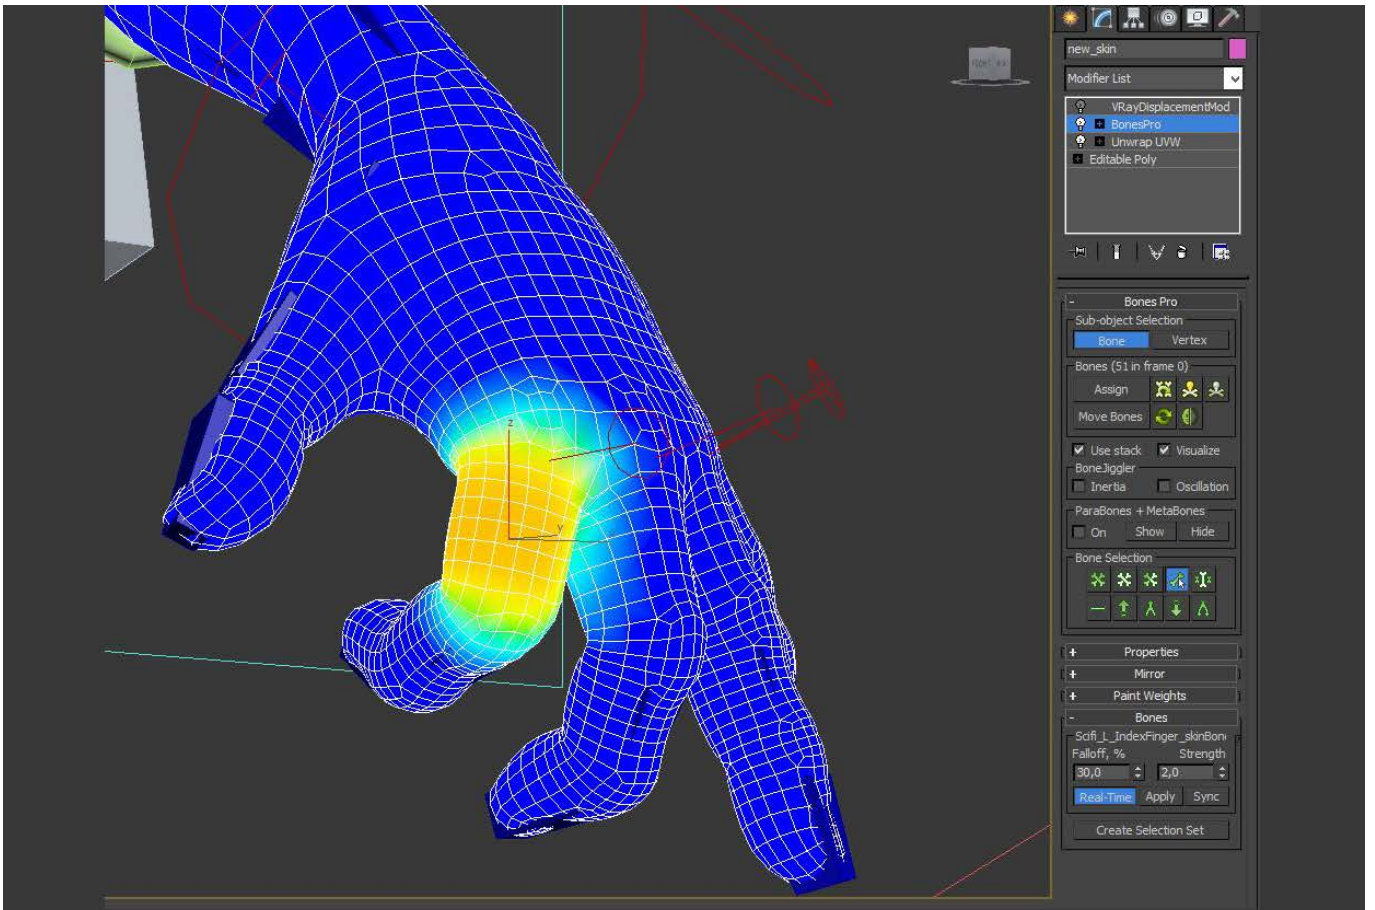 new_skin
Modifier List
VRayDisplacementMod
BonesPro
Unwrap UVW
Editable Poly
- Bones Pro
Sub-object Selection
Bone Vertex
Bones (51 in frame 0)
Assign
Move Bones
Use stack Visualize
BoneJiggler
Inertia Oscillation
ParaBones + MetaBones
On Show Hide
Bone Selection
+ Properties
+ Mirror
+ Paint Weights
- Bones
Scifi_L_IndexFinger_skinBon
Falloff, % Strength
30,0 2,0
Real-Time Apply Sync
Create Selection Set
z
y